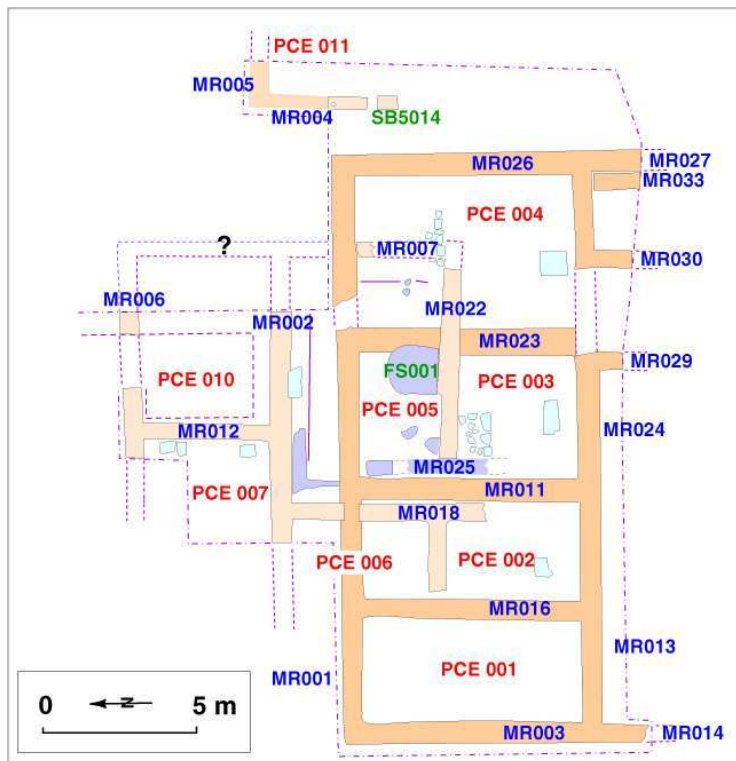 PCE 011
MR005
MR004
SB5014
MR026
MR027
MR033
PCE 004
?
MR007
MR030
MR006
MR002
MR022
MR023
FS001
PCE 003
MR029
PCE 010
PCE 005
MR024
MR012
MR025
PCE 007
MR011
MR018
PCE 006
PCE 002
MR016
MR013
MR001
PCE 001
0 N 5 m
MR003
MR014